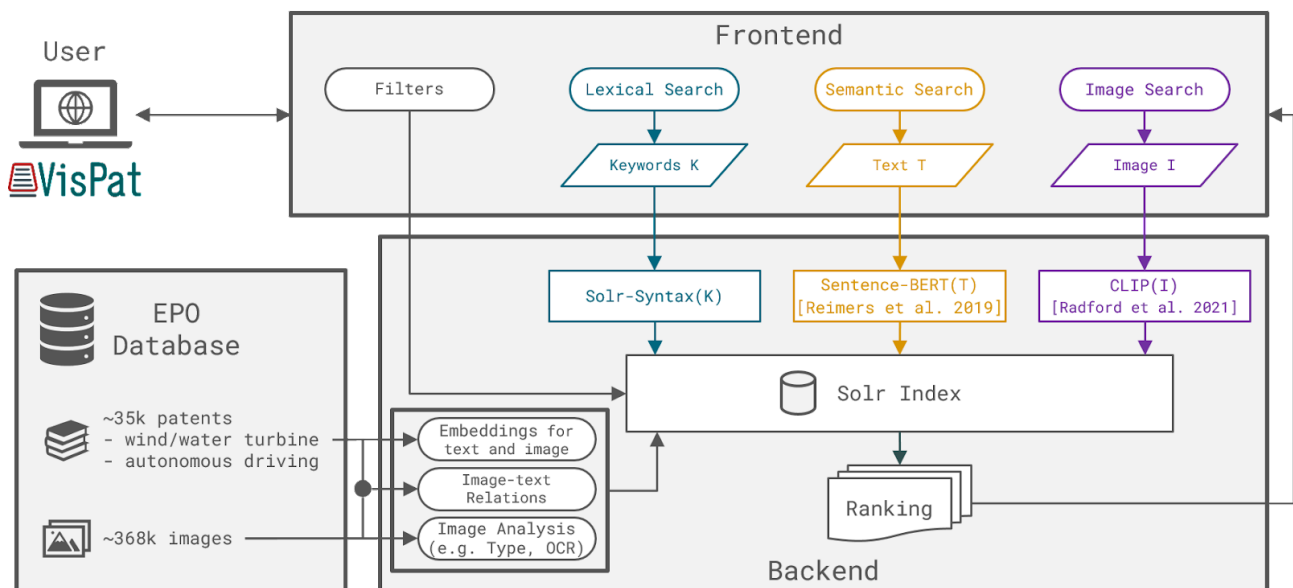 User
VisPat
Frontend
Filters
Lexical Search
Semantic Search
Image Search
Keywords K
Text T
Image I
Solr-Syntax(K)
Sentence-BERT(T)
[Reimers et al. 2019]
CLIP(I)
[Radford et al. 2021]
EPO
Database
~35k patents
- wind/water turbine
- autonomous driving
~368k images
Embeddings for
text and image
Image-text
Relations
Image Analysis
(e.g. Type, OCR)
Solr Index
Ranking
Backend